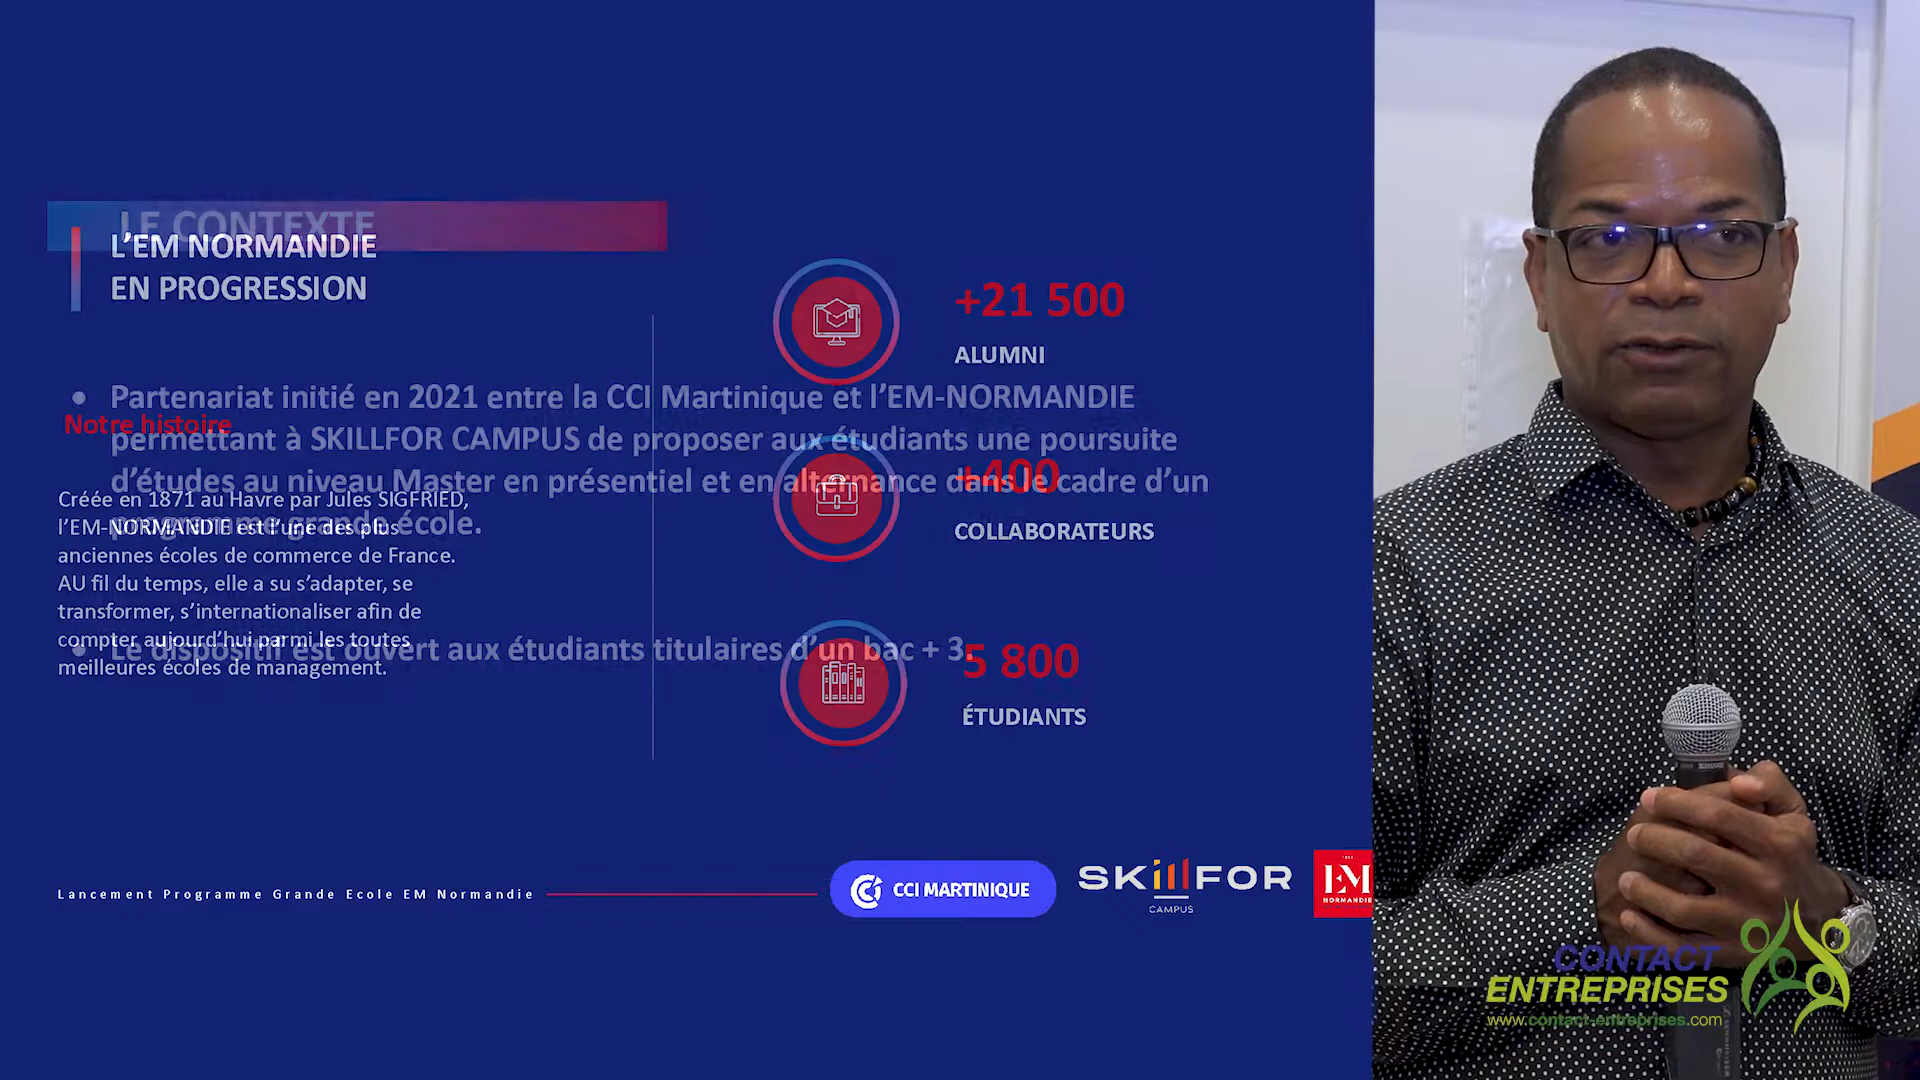 LE CONTEXTE
L’EM NORMANDIE
EN PROGRESSION
+21 500
ALUMNI
• Partenariat initié en 2021 entre la CCI Martinique et l’EM-NORMANDIE
permettant à SKILLFOR CAMPUS de proposer aux étudiants une poursuite
d’études au niveau Master en présentiel et en alternance dans le cadre d’un
programme grande école.
Notre histoire
+400
COLLABORATEURS
Créée en 1871 au Havre par Jules SIGFRIED,
l’EM-NORMANDIE est l’une des plus
anciennes écoles de commerce de France.
AU fil du temps, elle a su s’adapter, se
transformer, s’internationaliser afin de
compter aujourd’hui parmi les toutes
meilleures écoles de management.
• Le dispositif est ouvert aux étudiants titulaires d’un bac + 3.
5 800
ÉTUDIANTS
Lancement Programme Grande Ecole EM Normandie
CCI MARTINIQUE
SKillFOR
CAMPUS
EM
NORMANDIE
CONTACT
ENTREPRISES
www.contact-entreprises.com